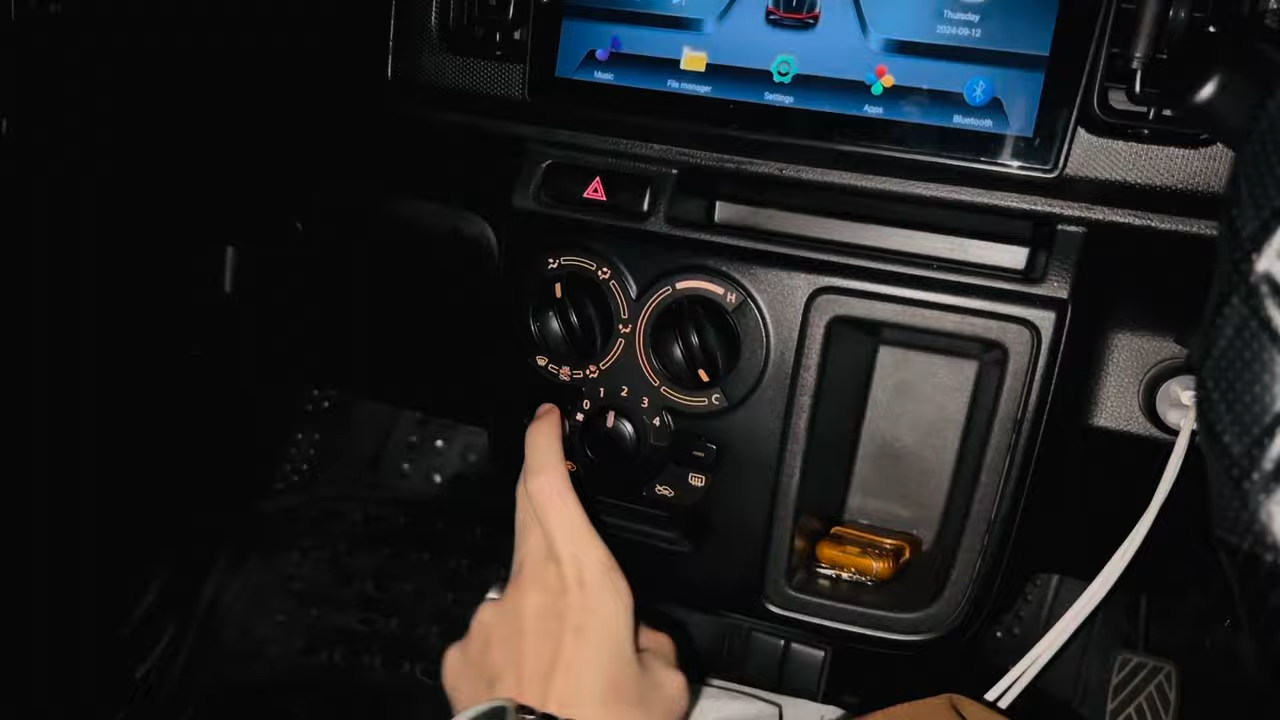 Thursday
2024-09-12
Music
File manager
Settings
Apps
Bluetooth
H
C
0 1 2 3 4